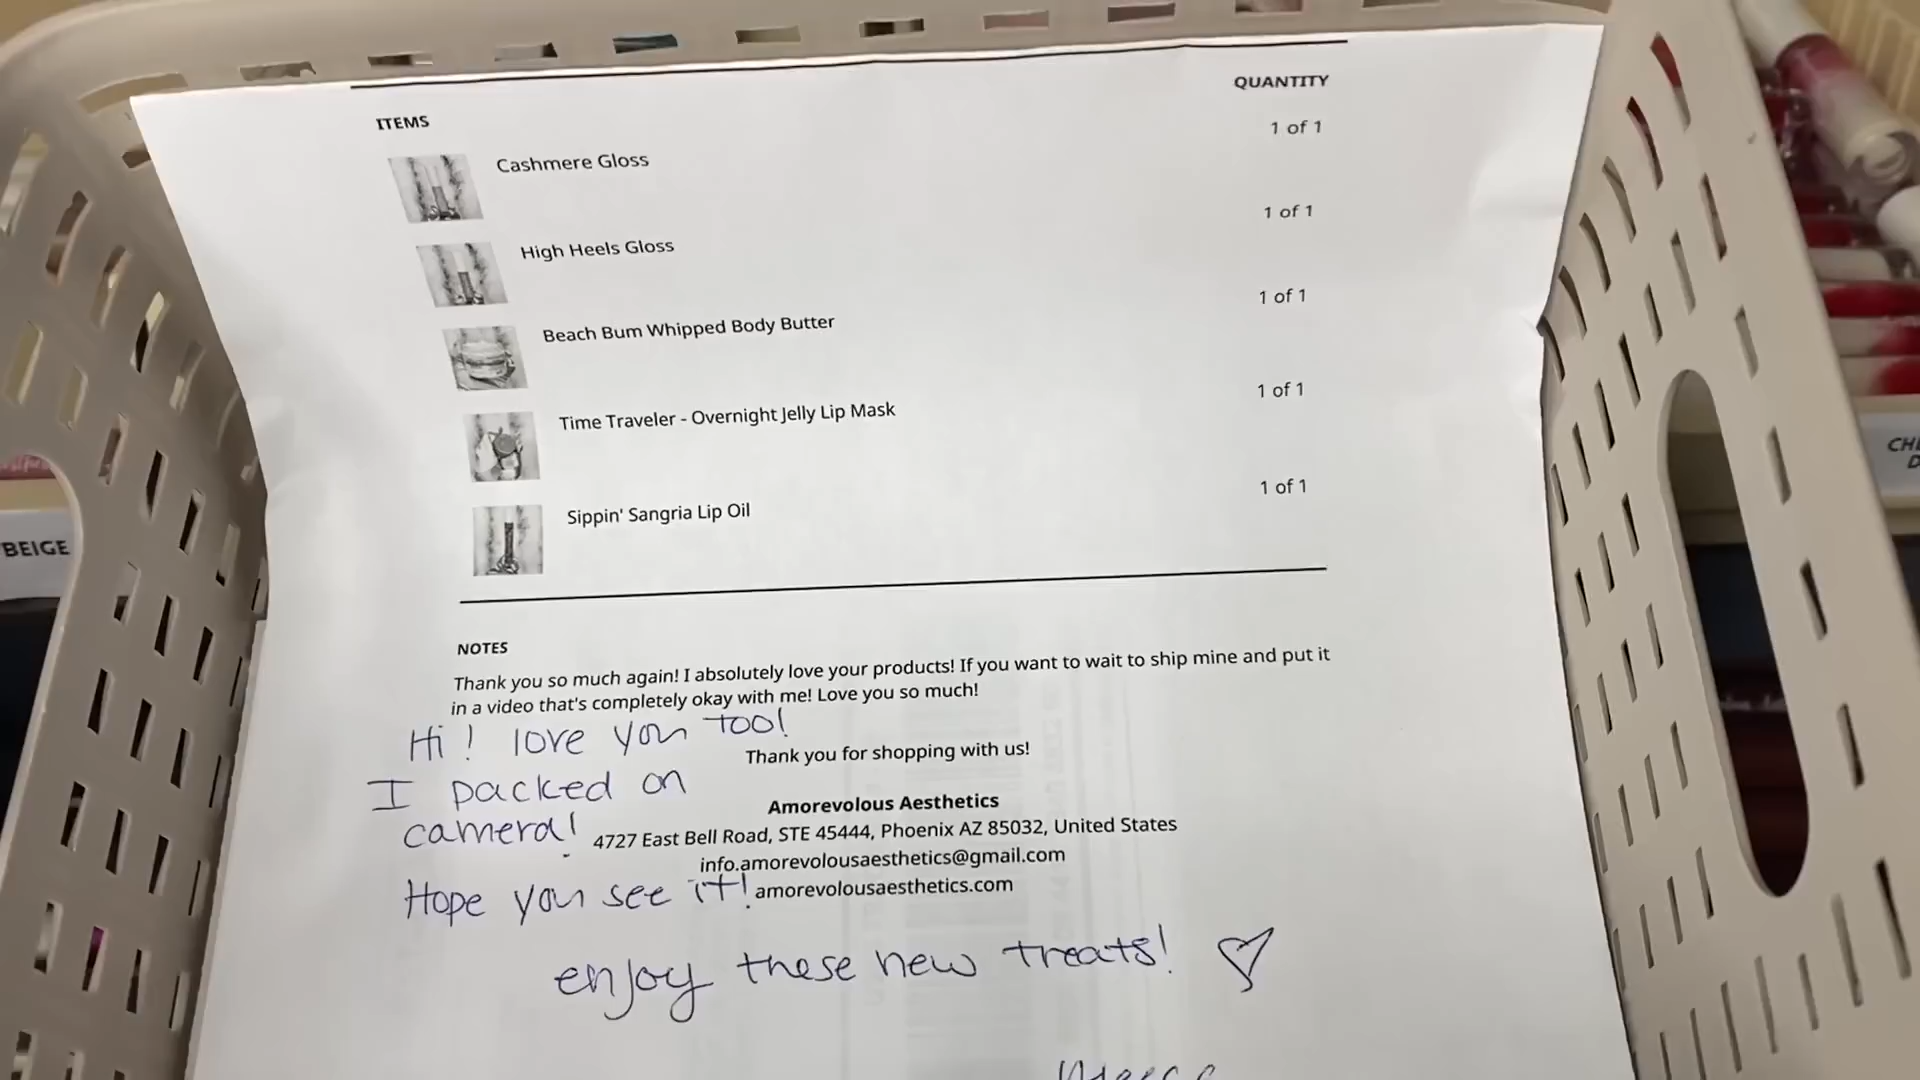 ITEMS
QUANTITY
Cashmere Gloss
1 of 1
High Heels Gloss
1 of 1
Beach Bum Whipped Body Butter
1 of 1
Time Traveler - Overnight Jelly Lip Mask
1 of 1
Sippin' Sangria Lip Oil
1 of 1
NOTES
Thank you so much again! I absolutely love your products! If you want to wait to ship mine and put it
in a video that's completely okay with me! Love you so much!
Hi! love you too!
I packed on
camera!
Hope you see it!
enjoy these new treats!
Thank you for shopping with us!
Amorevolous Aesthetics
4727 East Bell Road, STE 45444, Phoenix AZ 85032, United States
info.amorevolousaesthetics@gmail.com
amorevolousaesthetics.com
BEIGE